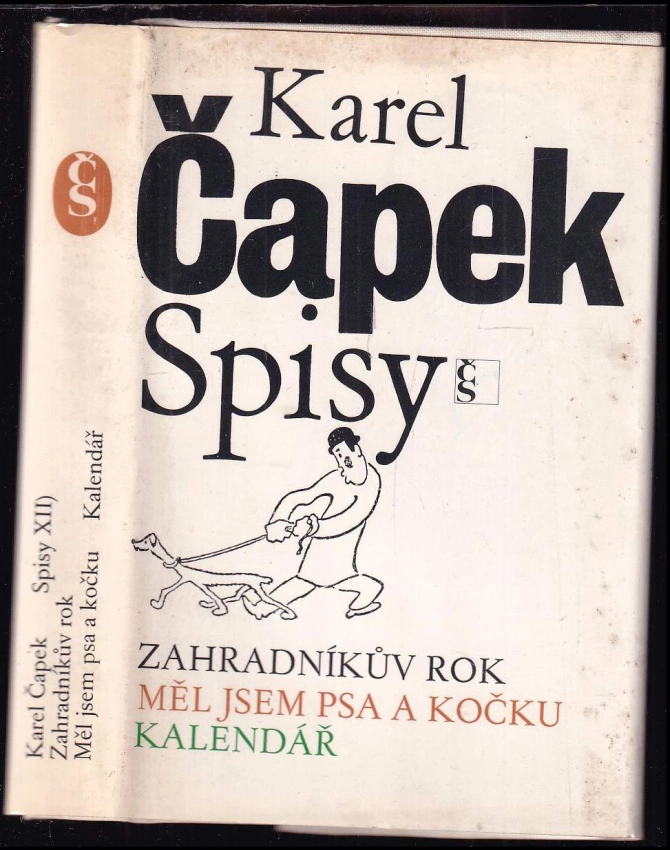 Karel
Čapek
Spisy
ČS
ZAHRADNÍKŮV ROK
MĚL JSEM PSA A KOČKU
KALENDÁŘ
ČS
Karel Čapek Spisy XII)
Zahradníkův rok
Měl jsem psa a kočku Kalendář